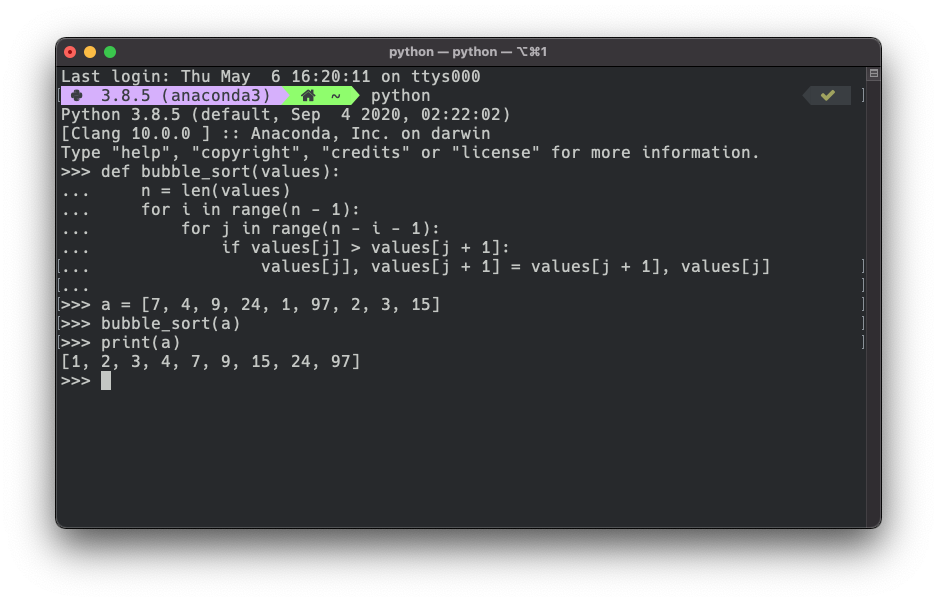 python — python — ⌥⌘1
Last login: Thu May  6 16:20:11 on ttys000
3.8.5 (anaconda3) ~ python
Python 3.8.5 (default, Sep  4 2020, 02:22:02)
[Clang 10.0.0 ] :: Anaconda, Inc. on darwin
Type "help", "copyright", "credits" or "license" for more information.
>>> def bubble_sort(values):
...     n = len(values)
...     for i in range(n - 1):
...         for j in range(n - i - 1):
...             if values[j] > values[j + 1]:
...                 values[j], values[j + 1] = values[j + 1], values[j]
...
>>> a = [7, 4, 9, 24, 1, 97, 2, 3, 15]
>>> bubble_sort(a)
>>> print(a)
[1, 2, 3, 4, 7, 9, 15, 24, 97]
>>>